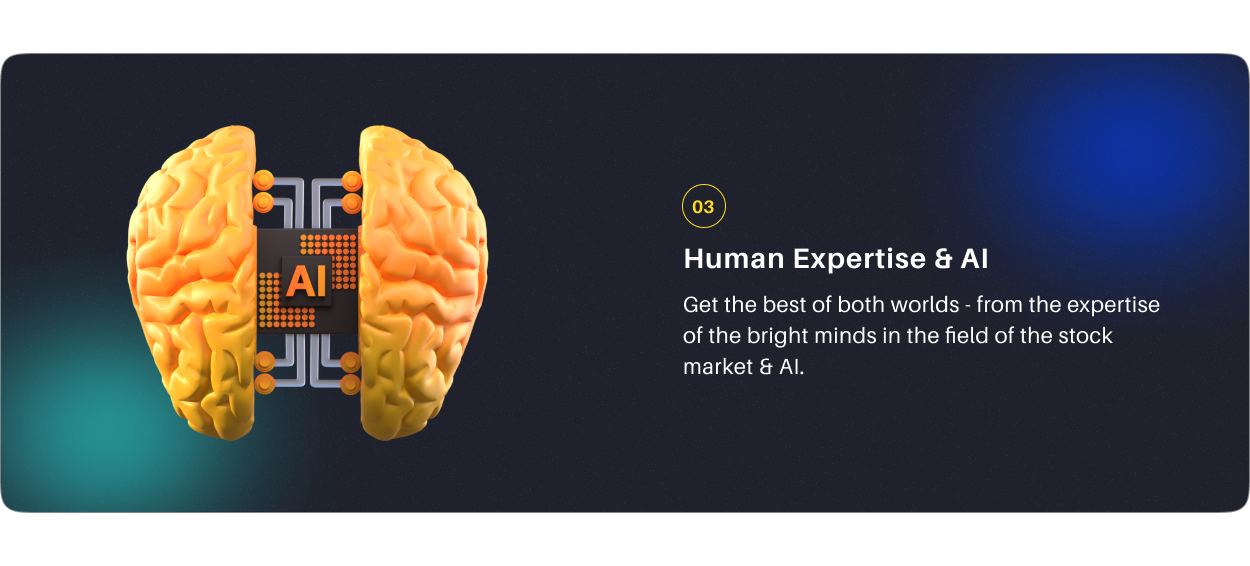 AI
03
Human Expertise & AI
Get the best of both worlds - from the expertise
of the bright minds in the field of the stock
market & AI.